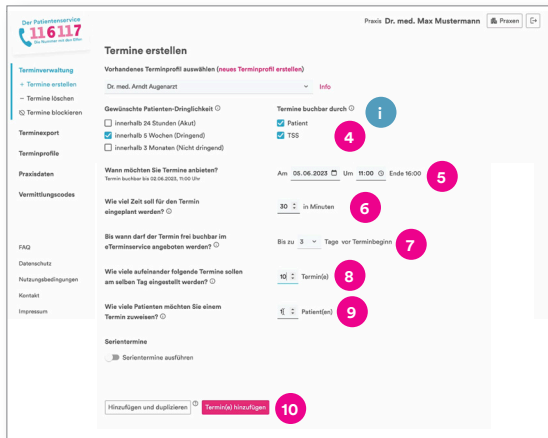 Der Patientenservice
116117
Die Nummer mit den Elfen
Praxis Dr. med. Max Mustermann
Praxen
Termine erstellen
Terminverwaltung
+ Termine erstellen
− Termine löschen
Termine blockieren
Terminexport
Terminprofile
Praxisdaten
Vermittlungscodes
FAQ
Datenschutz
Nutzungsbedingungen
Kontakt
Impressum
Vorhandenes Terminprofil auswählen (neues Terminprofil erstellen)
Dr. med. Arndt Augenarzt
Info
Gewünschte Patienten-Dringlichkeit
innerhalb 24 Stunden (Akut)
innerhalb 5 Wochen (Dringend)
innerhalb 3 Monaten (Nicht dringend)
Termine buchbar durch
i
Patient
TSS
4
Wann möchten Sie Termine anbieten?
Termin buchbar bis 02.06.2023, 11:00 Uhr
Am 05.06.2023 Um 11:00 Ende 16:00
5
Wie viel Zeit soll für den Termin
eingeplant werden?
30 in Minuten
6
Bis wann darf der Termin frei buchbar im
eTerminservice angeboten werden?
Bis zu 3 Tage vor Terminbeginn
7
Wie viele aufeinander folgende Termine sollen
am selben Tag eingestellt werden?
10 Termin(e)
8
Wie viele Patienten möchten Sie einem
Termin zuweisen?
1 Patient(en)
9
Serientermine
Serientermine ausführen
Hinzufügen und duplizieren
Termin(e) hinzufügen
10